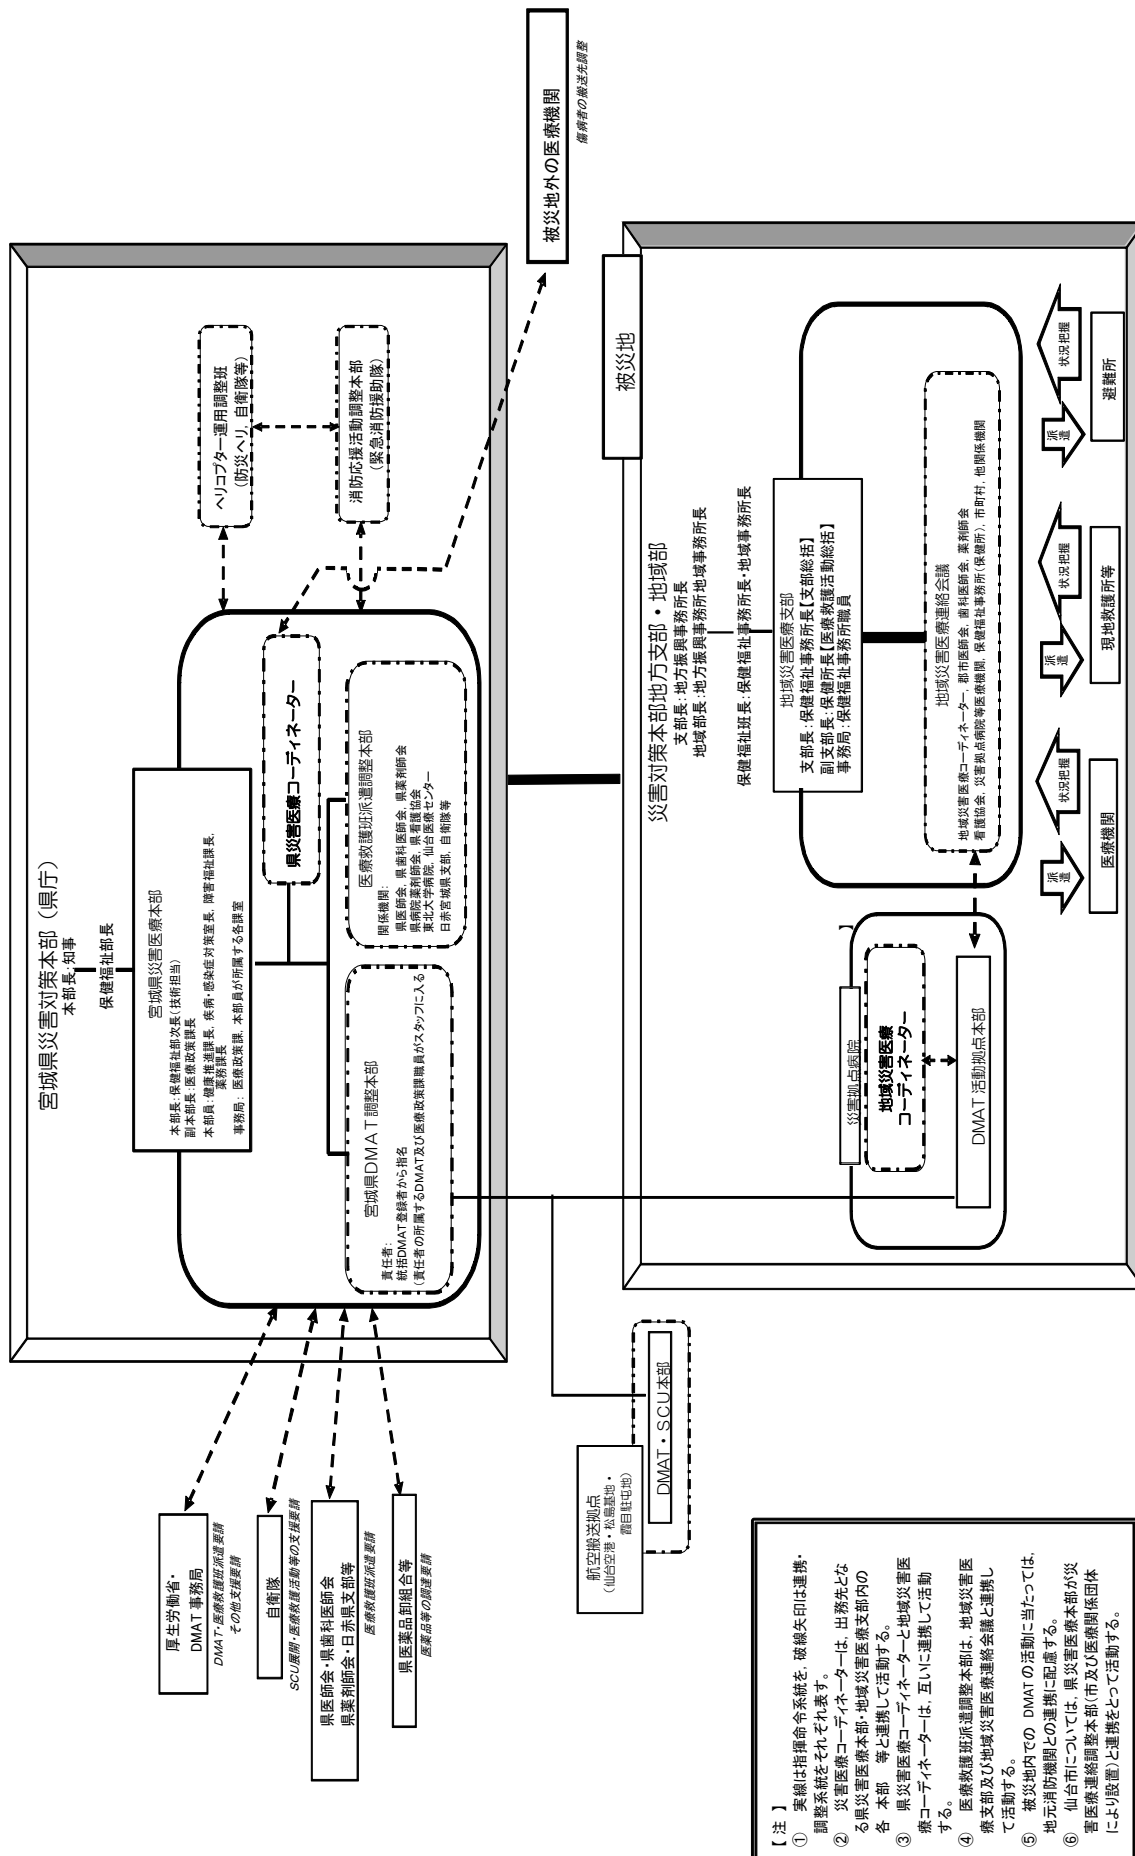 宮城県災害対策本部（県庁）
本部長：知事
保健福祉部長
宮城県災害医療本部
本部長：保健福祉部次長（技術担当）
副本部長：医療政策課長
本部員：健康推進課長，疾病・感染症対策室長，障害福祉課長，
薬務課長
事務局： 医療政策課，本部員が所属する各課室
県災害医療コーディネーター
宮城県DMAT調整本部
責任者：
統括DMAT登録者から指名
（責任者の所属するDMAT及び医療政策課職員がスタッフに入る
医療救護班派遣調整本部
関係機関：
県医師会，県歯科医師会，県薬剤師会
県病院薬剤師会，県看護協会
東北大学病院，仙台医療センター
日赤宮城県支部，自衛隊等
ヘリコプター運用調整班
（防災ヘリ，自衛隊等）
消防応援活動調整本部
（緊急消防援助隊）
被災地外の医療機関
傷病者の搬送先調整
厚生労働省・
DMAT事務局
DMAT・医療救護班派遣要請
その他支援要請
自衛隊
SCU展開・医療救護活動等の支援要請
県医師会・県歯科医師会
県薬剤師会・日赤県支部等
医療救護班派遣要請
県医薬品卸組合等
医薬品等の調達要請
航空搬送拠点
（仙台空港・松島基地・
霞目駐屯地）
DMAT・SCU本部
被災地
災害対策本部地方支部・地域部
支部長：地方振興事務所長
地域部長：地方振興事務所地域事務所長
保健福祉班長：保健福祉事務所長・地域事務所長
地域災害医療支部
支部長：保健福祉事務所長【支部総括】
副支部長：保健所長【医療救護活動総括】
事務局：保健福祉事務所職員
地域災害医療連絡会議
地域災害医療コーディネーター，郡市医師会，歯科医師会，薬剤師会
看護協会，災害拠点病院等医療機関，保健福祉事務所（保健所），市町村，他関係機関
災害拠点病院
】
地域災害医療
コーディネーター
DMAT活動拠点本部
派遣
状況把握
医療機関
派遣
状況把握
現地救護所等
派遣
状況把握
避難所
【注】
① 実線は指揮命令系統を，破線矢印は連携・
調整系統をそれぞれ表す。
② 災害医療コーディネーターは，出務先とな
る県災害医療本部・地域災害医療支部内の
各 本部 等と連携して活動する。
③ 県災害医療コーディネーターと地域災害医
療コーディネーターは，互いに連携して活動
する。
④ 医療救護班派遣調整本部は，地域災害医
療支部及び地域災害医療連絡会議と連携し
て活動する。
⑤ 被災地内での DMAT の活動に当たっては，
地元消防機関との連携に配慮する。
⑥ 仙台市については，県災害医療本部が災
害医療連絡調整本部（市及び医療関係団体
により設置）と連携をとって活動する。